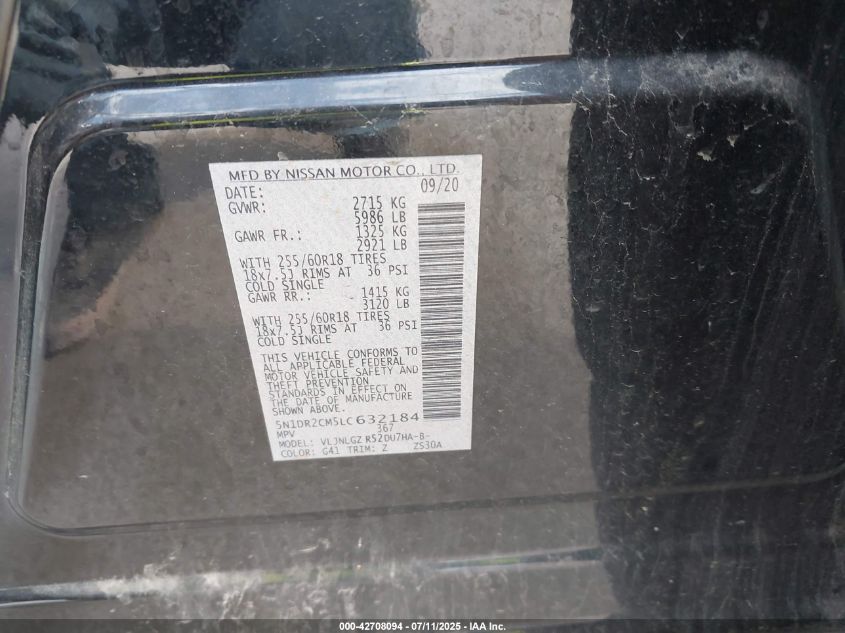 MFD BY NISSAN MOTOR CO., LTD.
DATE: 09/20
GVWR: 2715 KG
5986 LB
GAWR FR.: 1325 KG
2921 LB
WITH 255/60R18 TIRES
18x7.5J RIMS AT 36 PSI
COLD SINGLE
GAWR RR.: 1415 KG
3120 LB
WITH 255/60R18 TIRES
18x7.5J RIMS AT 36 PSI
COLD SINGLE
THIS VEHICLE CONFORMS TO
ALL APPLICABLE FEDERAL
MOTOR VEHICLE SAFETY AND
THEFT PREVENTION
STANDARDS IN EFFECT ON
DATE OF MANUFACTURE
SHOWN ABOVE.
5N1DR2CM5LC632184
MPV 367
MODEL: VLJNLGZ R52DU7HA-B-
COLOR: G41 TRIM: Z ZS30A
000-42708094 - 07/11/2025 - IAA Inc.